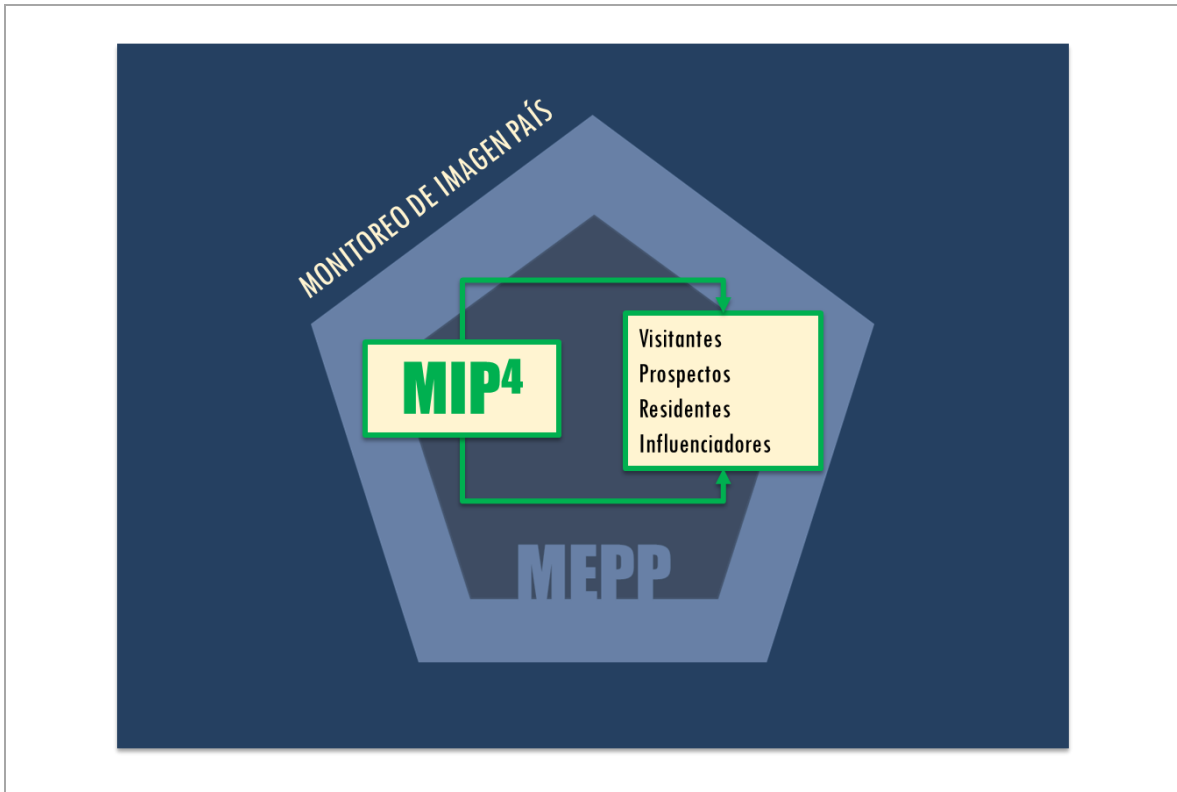 MONITOREO DE IMAGEN PAÍS
MIP⁴
Visitantes
Prospectos
Residentes
Influenciadores
MEPP